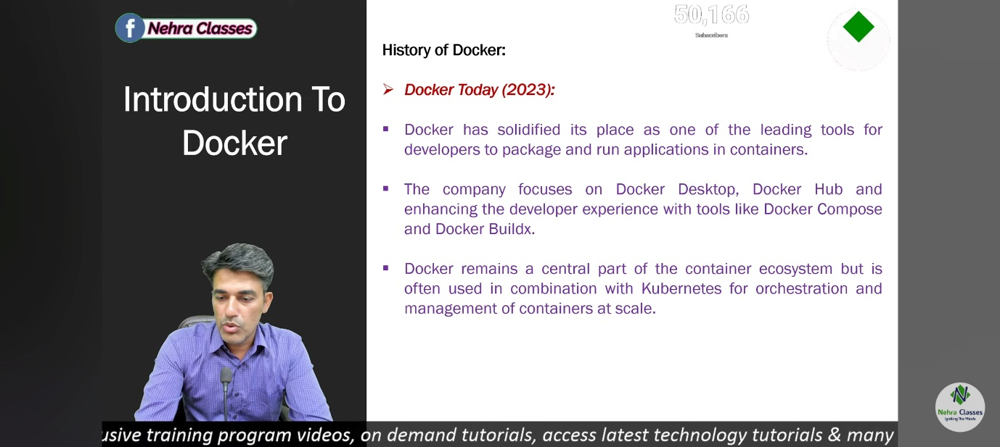 f Nehra Classes
Introduction To
Docker
50,166
Subscribers
History of Docker:
Docker Today (2023):
Docker has solidified its place as one of the leading tools for
developers to package and run applications in containers.
The company focuses on Docker Desktop, Docker Hub and
enhancing the developer experience with tools like Docker Compose
and Docker Buildx.
Docker remains a central part of the container ecosystem but is
often used in combination with Kubernetes for orchestration and
management of containers at scale.
N
Nehra Classes
Igniting The Minds
usive training program videos, on demand tutorials, access latest technology tutorials & many